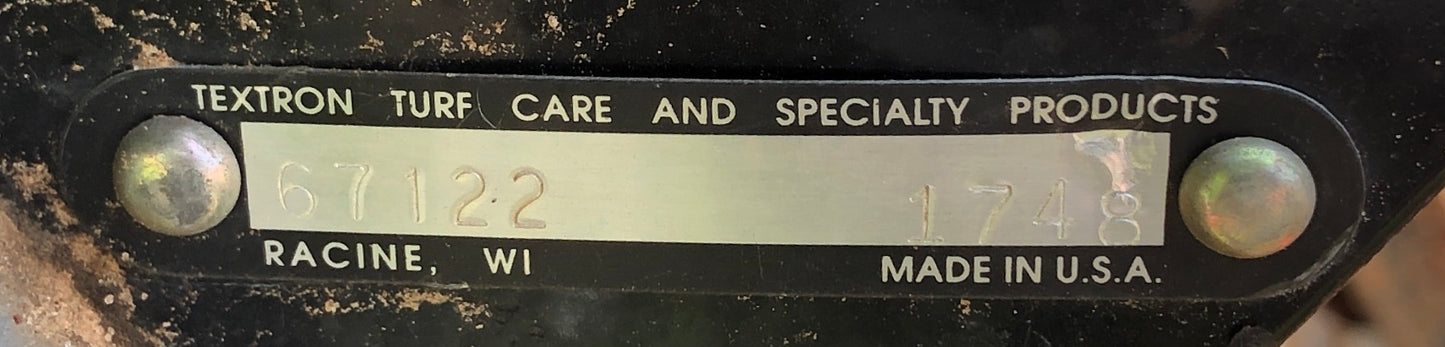 TEXTRON TURF CARE AND SPECIALTY PRODUCTS
67122 1748
RACINE, WI MADE IN U.S.A.